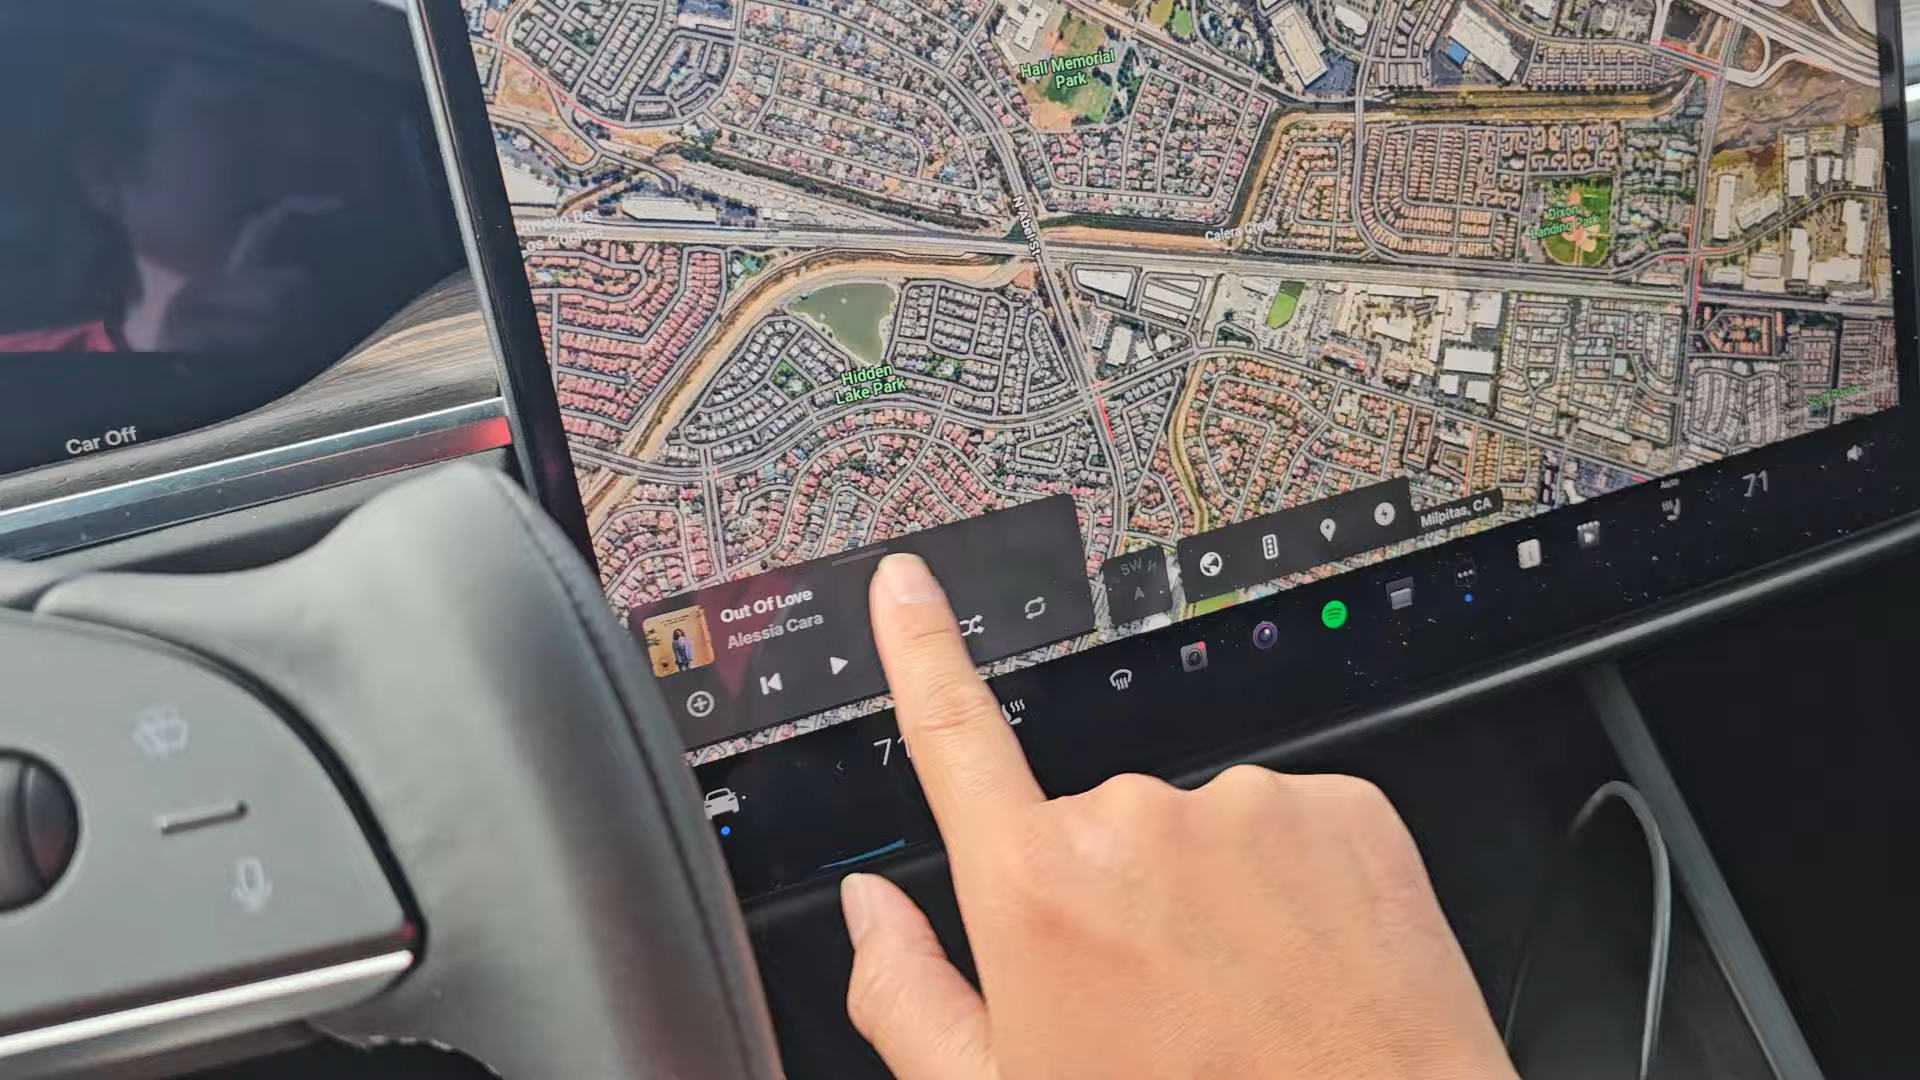 Hall Memorial
Park
N Abel St
Calera Creek
Dixon
Landing Park
Hidden
Lake Park
Car Off
Milpitas, CA
SW
Out Of Love
Alessia Cara
Auto
71
71